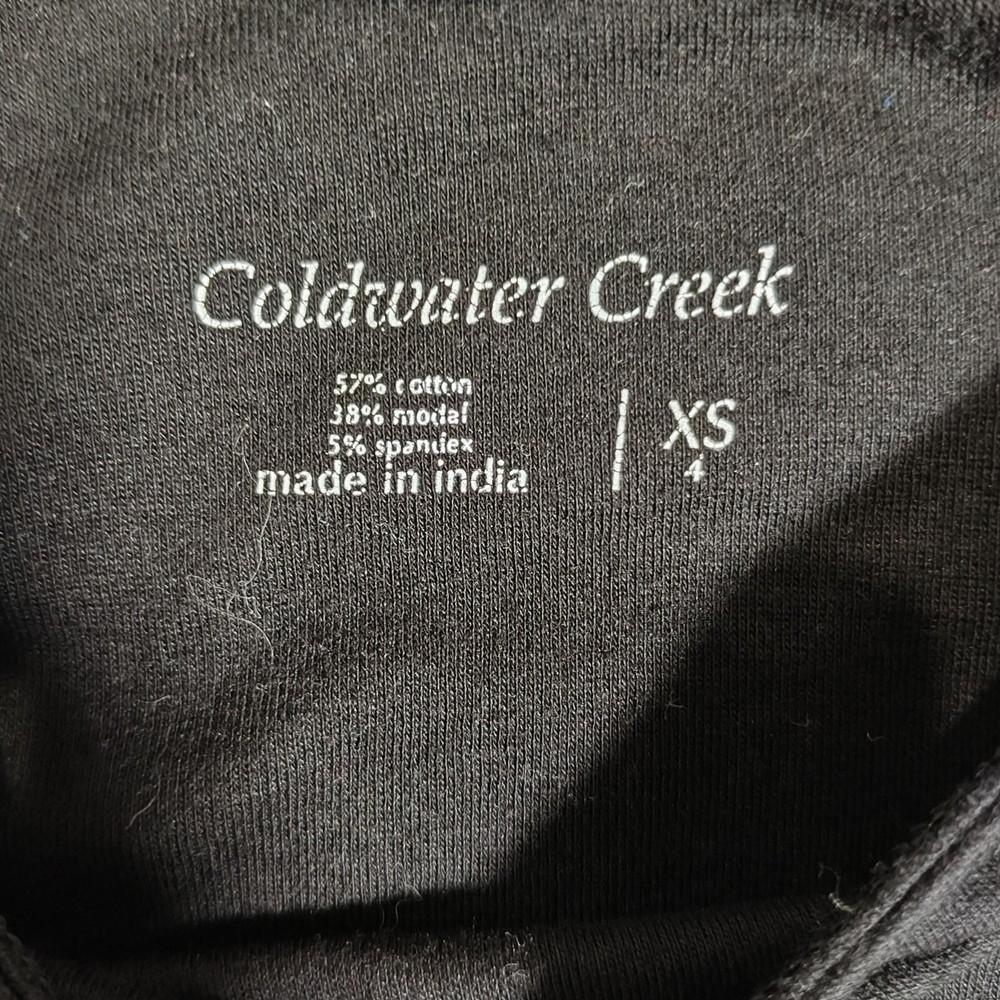 Coldwater Creek
57% cotton
38% modal
5% spandex
made in india
XS
4